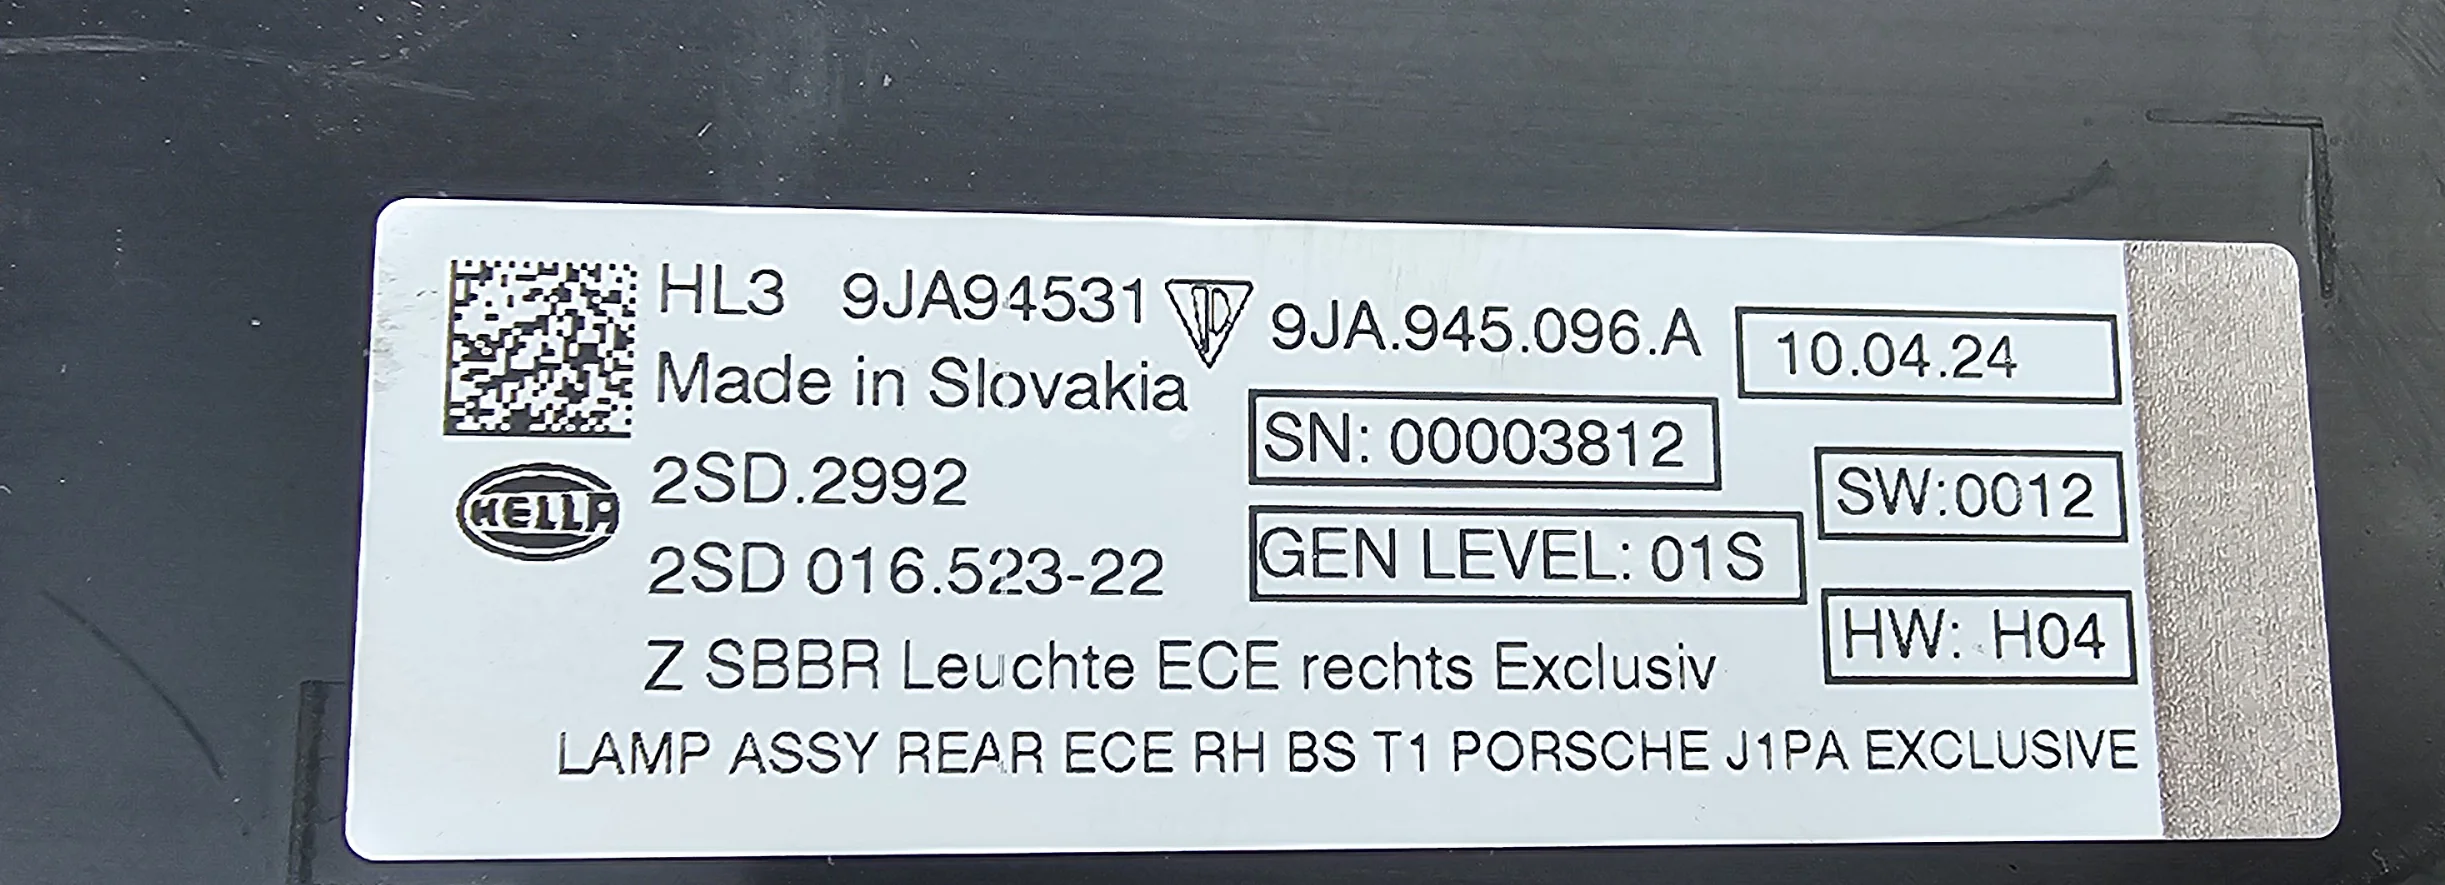 HL3 9JA94531 9JA.945.096.A 10.04.24
Made in Slovakia
SN: 00003812
2SD.2992
SW:0012
HELLA
2SD 016.523-22
GEN LEVEL: 01S
HW: H04
Z SBBR Leuchte ECE rechts Exclusiv
LAMP ASSY REAR ECE RH BS T1 PORSCHE J1PA EXCLUSIVE